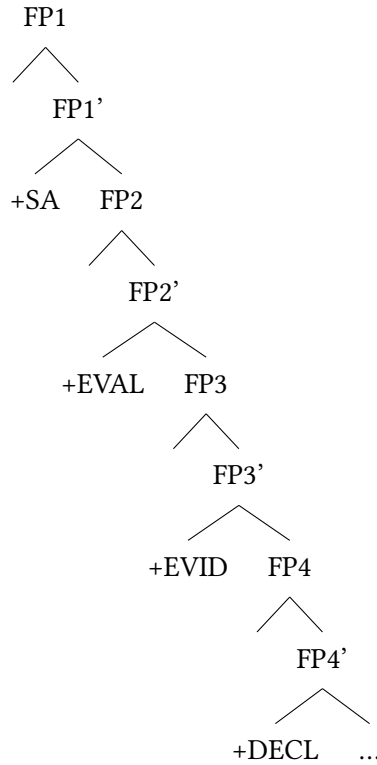 FP1
FP1’
+SA FP2
FP2’
+EVAL FP3
FP3’
+EVID FP4
FP4’
+DECL ...